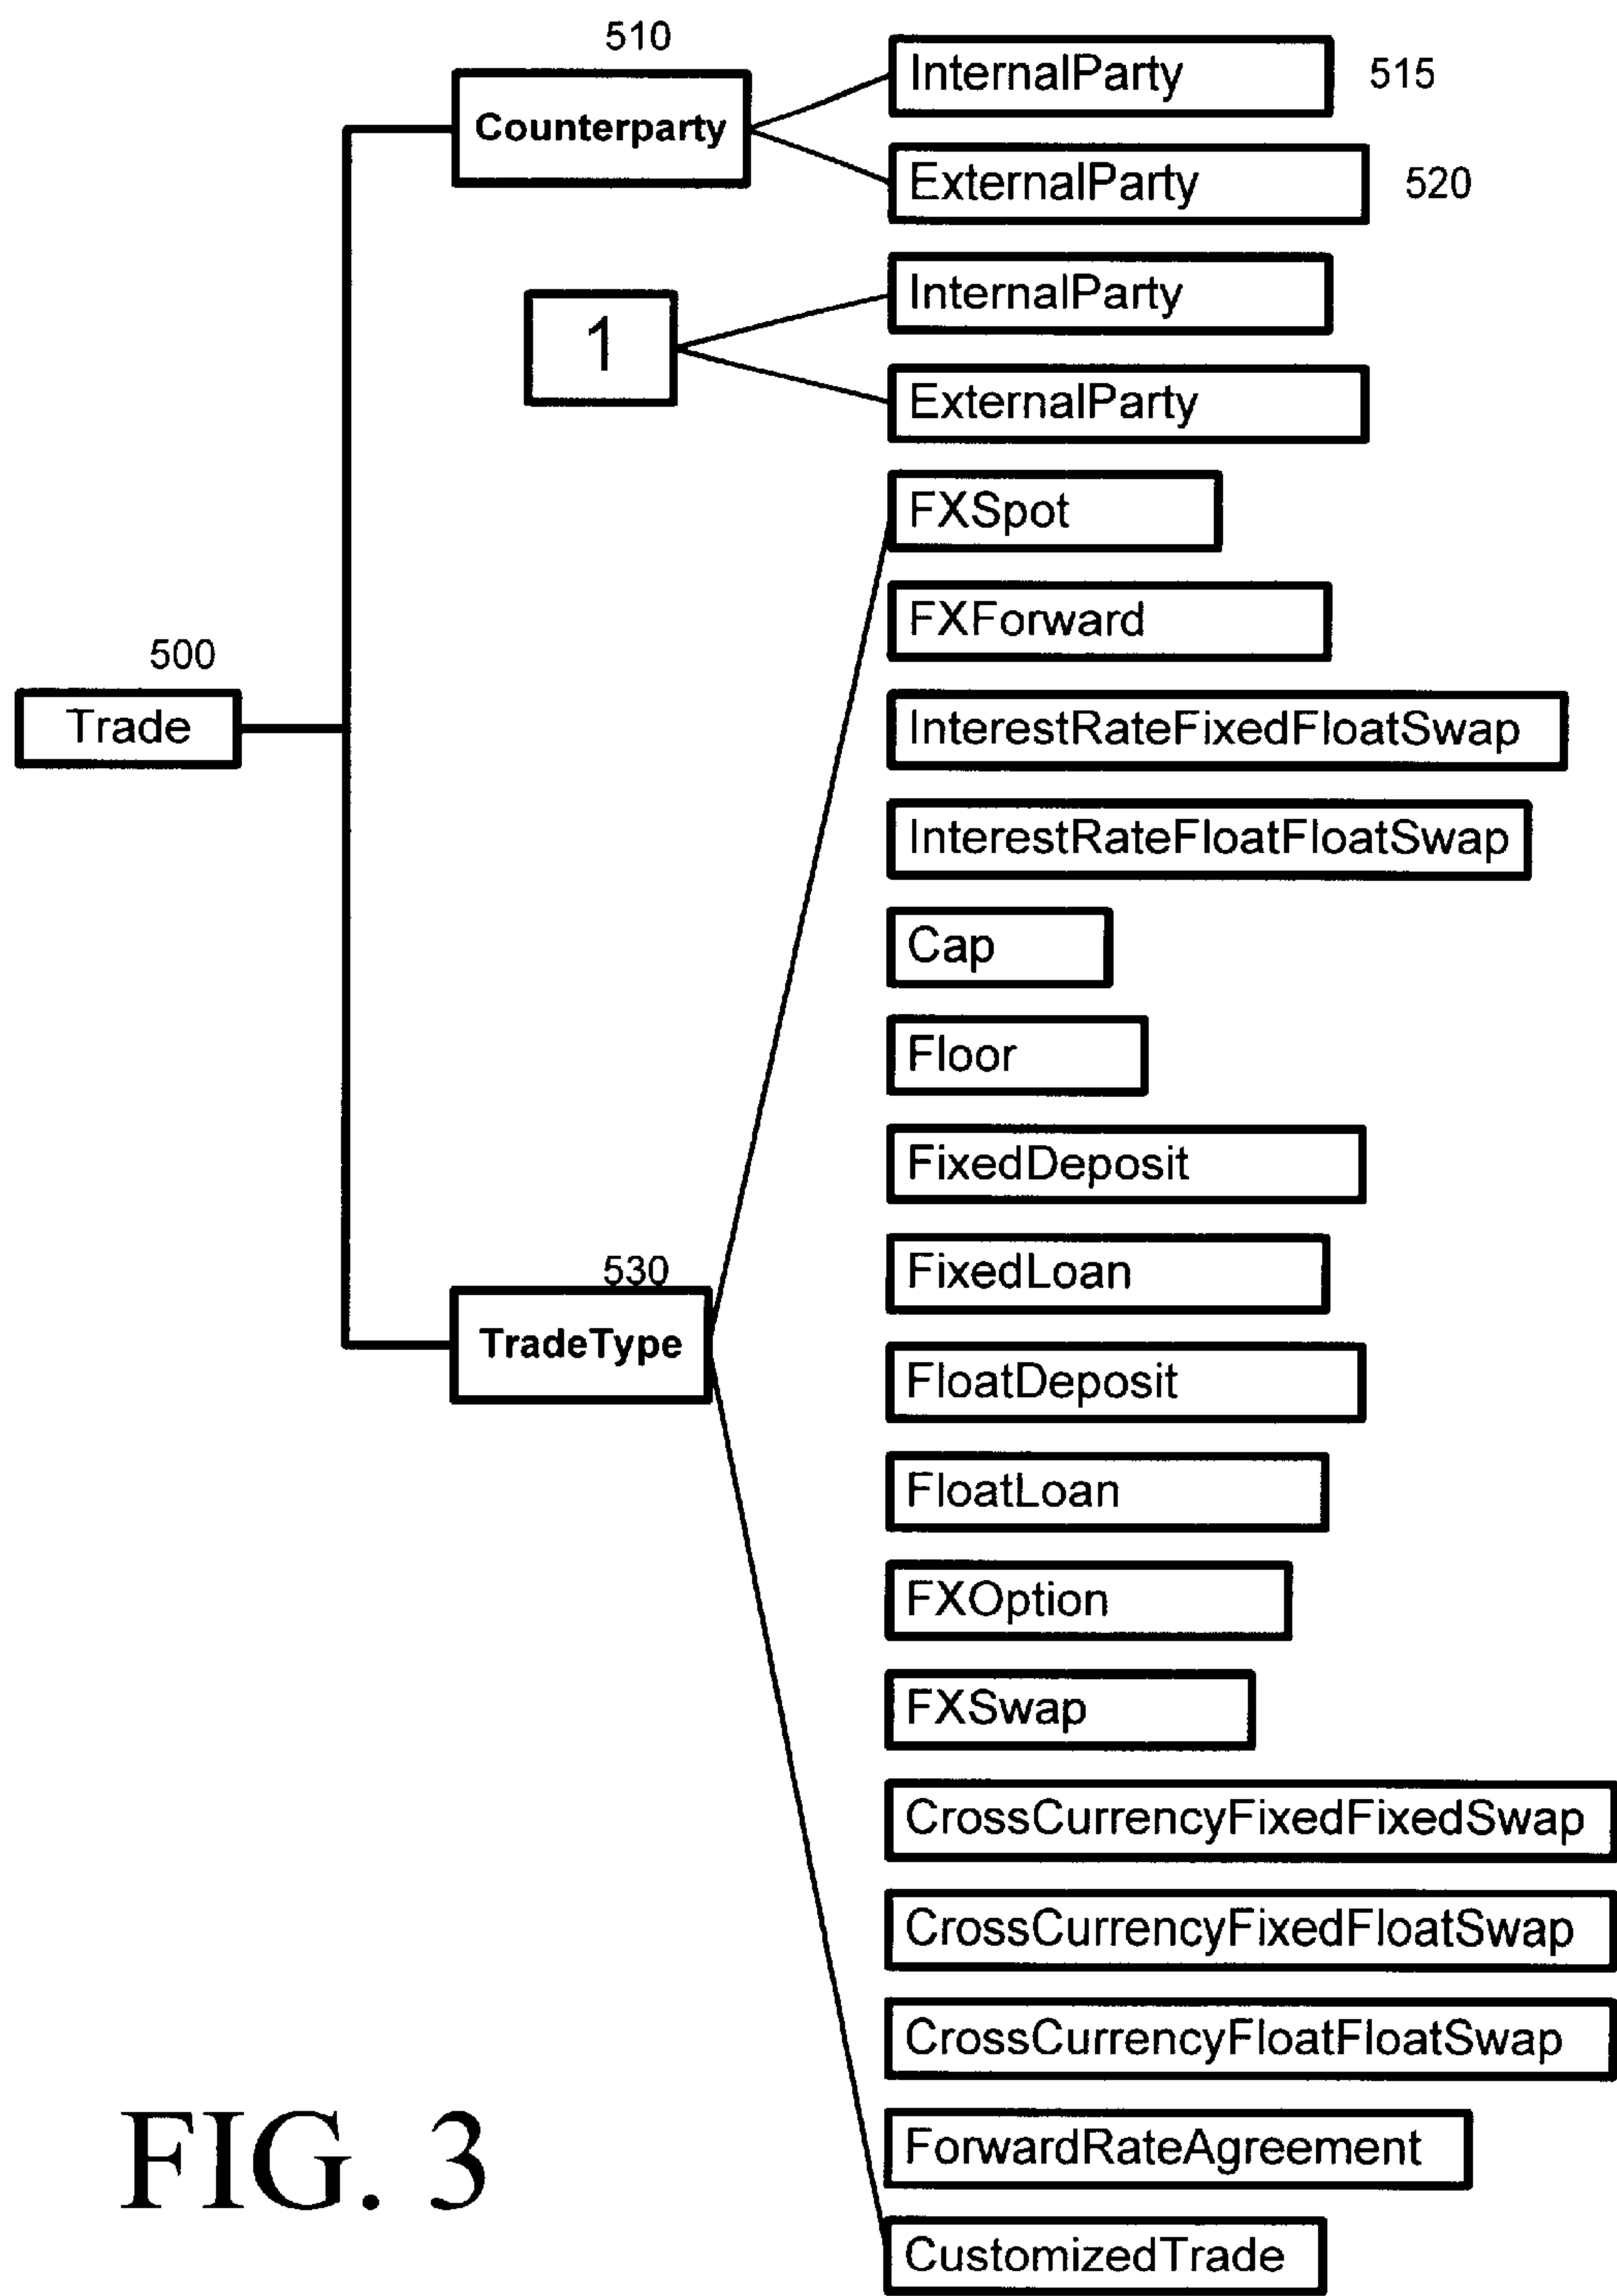 510
Counterparty
InternalParty
515
ExternalParty
520
1
InternalParty
ExternalParty
500
Trade
530
TradeType
FXSpot
FXForward
InterestRateFixedFloatSwap
InterestRateFloatFloatSwap
Cap
Floor
FixedDeposit
FixedLoan
FloatDeposit
FloatLoan
FXOption
FXSwap
CrossCurrencyFixedFixedSwap
CrossCurrencyFixedFloatSwap
CrossCurrencyFloatFloatSwap
ForwardRateAgreement
CustomizedTrade
FIG. 3